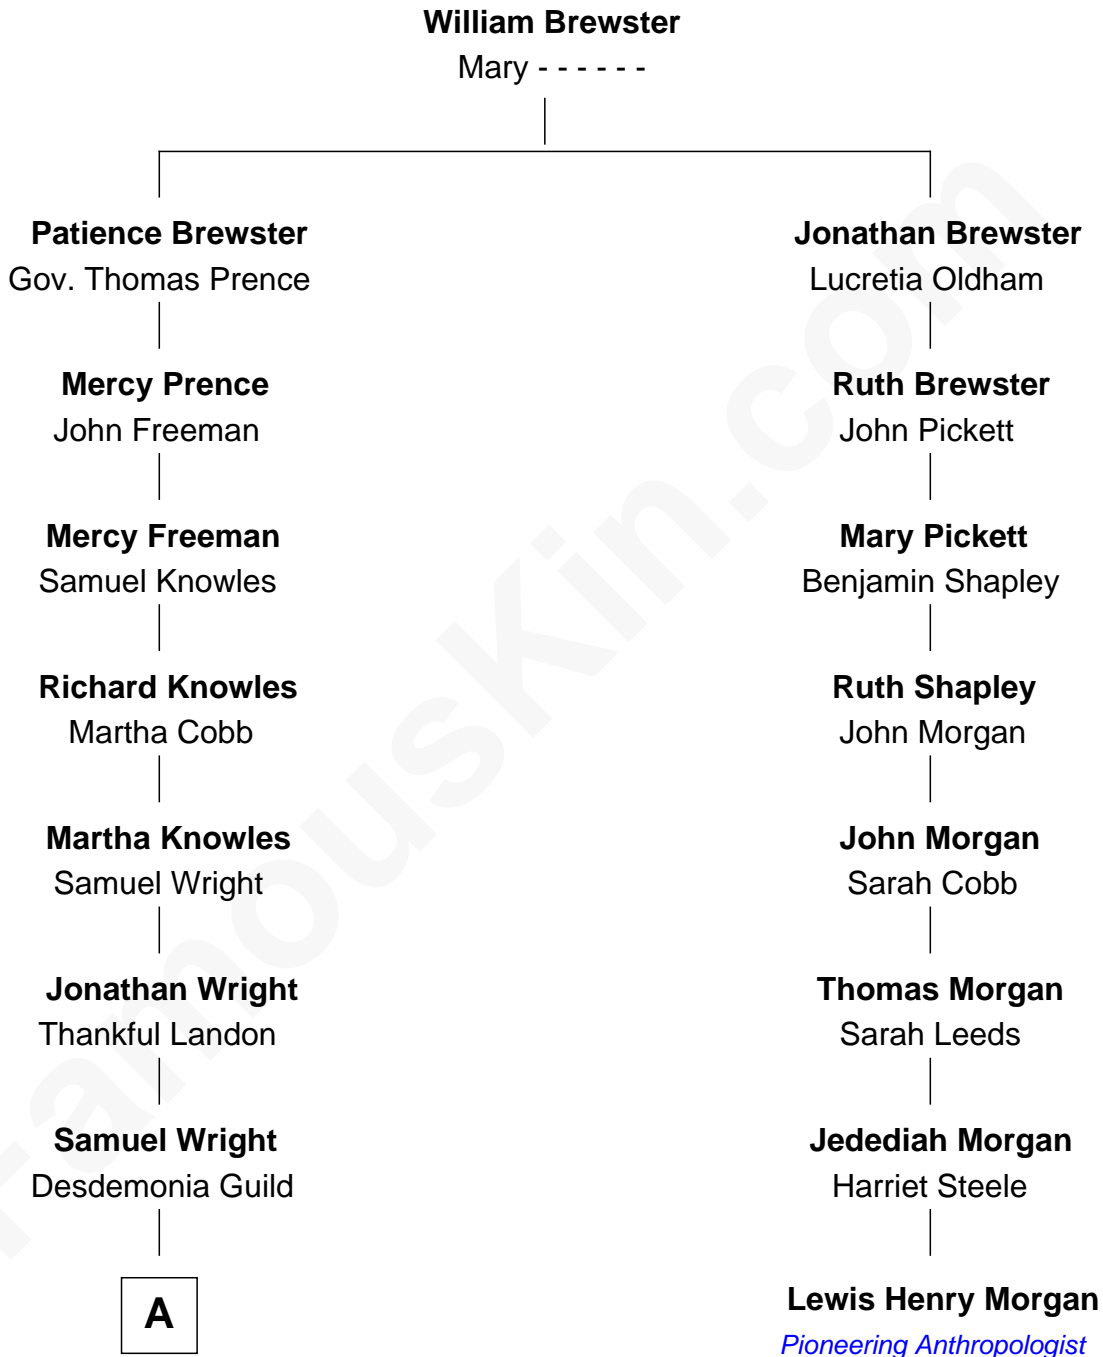 William Brewster
Mary - - - - - -
Patience Brewster
Gov. Thomas Prence
Jonathan Brewster
Lucretia Oldham
Mercy Prence
John Freeman
Ruth Brewster
John Pickett
Mercy Freeman
Samuel Knowles
Mary Pickett
Benjamin Shapley
Richard Knowles
Martha Cobb
Ruth Shapley
John Morgan
Martha Knowles
Samuel Wright
John Morgan
Sarah Cobb
Jonathan Wright
Thankful Landon
Thomas Morgan
Sarah Leeds
Samuel Wright
Desdemonia Guild
Jedediah Morgan
Harriet Steele
A
Lewis Henry Morgan
Pioneering Anthropologist
FamousKin.com